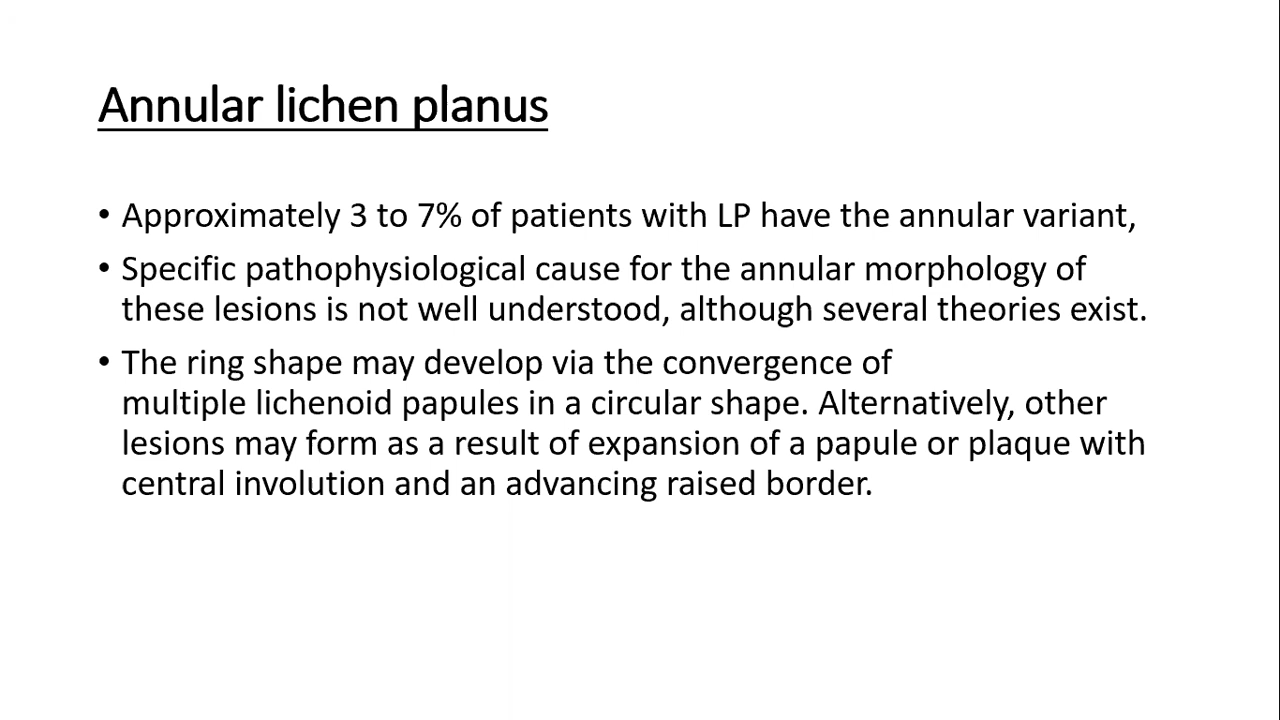 Annular lichen planus
• Approximately 3 to 7% of patients with LP have the annular variant,
• Specific pathophysiological cause for the annular morphology of
these lesions is not well understood, although several theories exist.
• The ring shape may develop via the convergence of
multiple lichenoid papules in a circular shape. Alternatively, other
lesions may form as a result of expansion of a papule or plaque with
central involution and an advancing raised border.